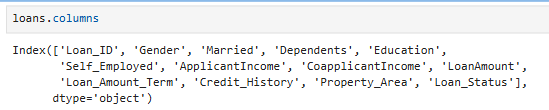 loans.columns
Index(['Loan_ID', 'Gender', 'Married', 'Dependents', 'Education',
'Self_Employed', 'ApplicantIncome', 'CoapplicantIncome', 'LoanAmount',
'Loan_Amount_Term', 'Credit_History', 'Property_Area', 'Loan_Status'],
dtype='object')